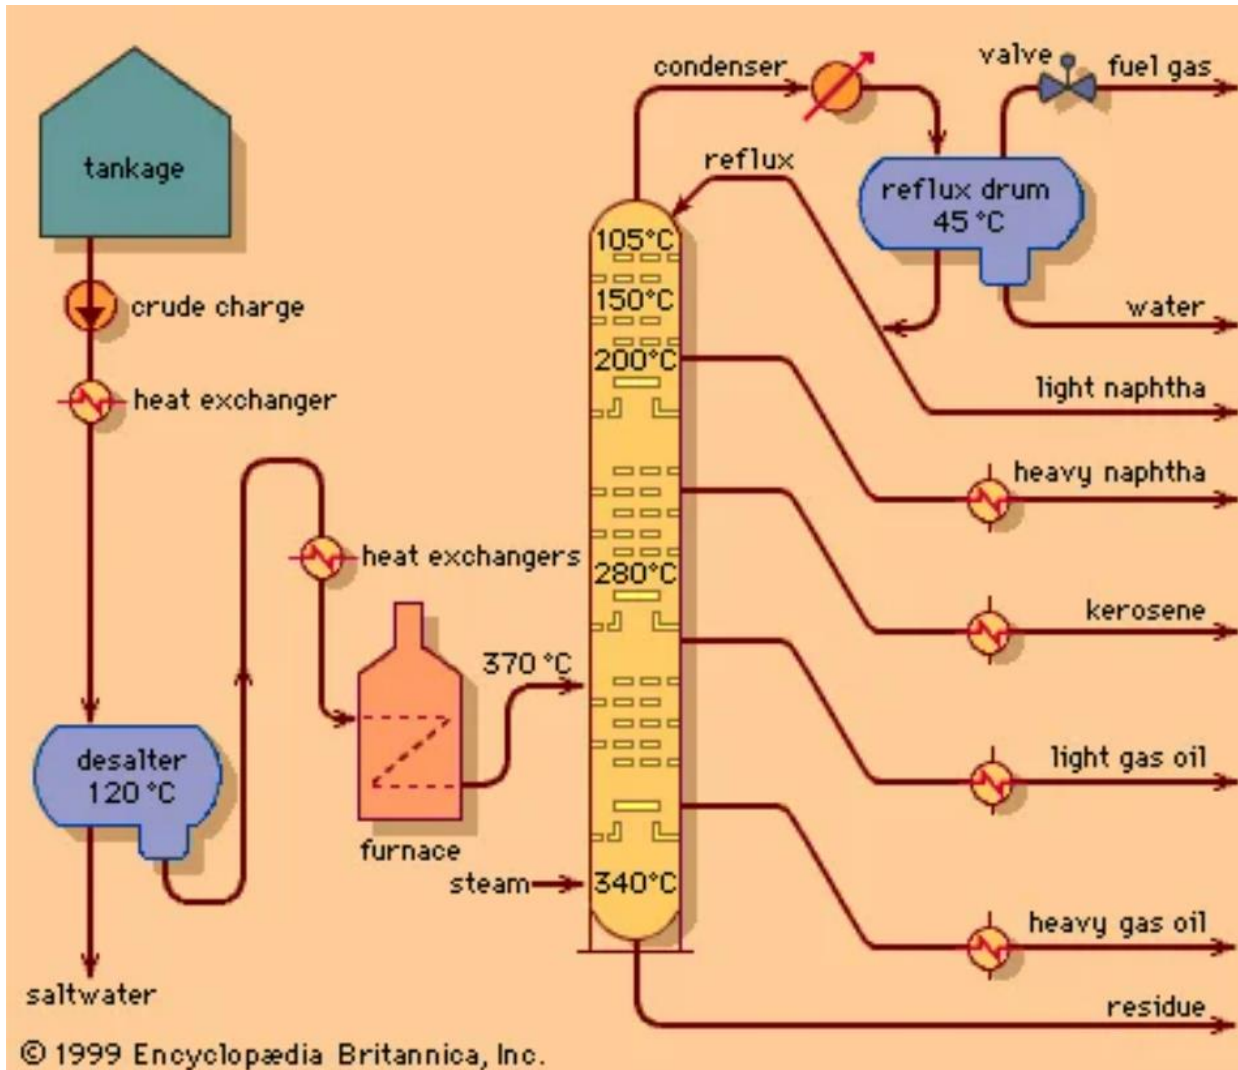 tankage
crude charge
heat exchanger
desalter
120 °C
saltwater
heat exchangers
furnace
370 °C
steam
condenser
reflux
105°C
150°C
200°C
280°C
340°C
valve
fuel gas
reflux drum
45 °C
water
light naphtha
heavy naphtha
kerosene
light gas oil
heavy gas oil
residue
© 1999 Encyclopædia Britannica, Inc.